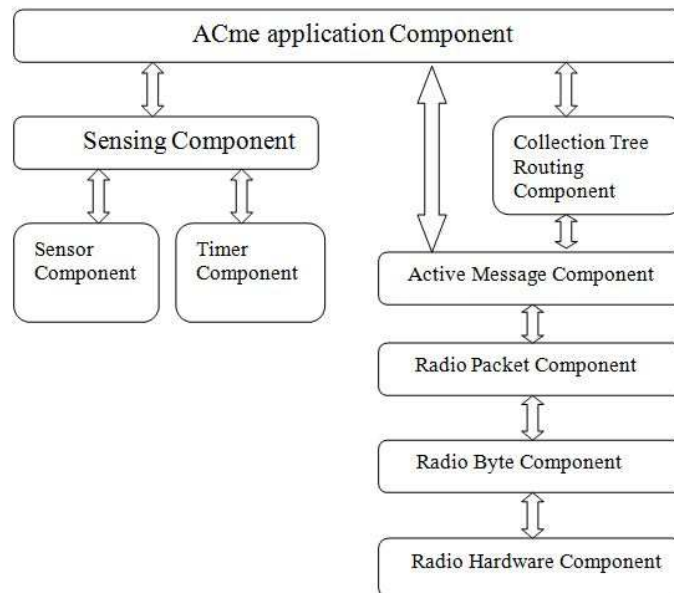 ACme application Component
Sensing Component
Collection Tree
Routing
Component
Sensor
Component
Timer
Component
Active Message Component
Radio Packet Component
Radio Byte Component
Radio Hardware Component